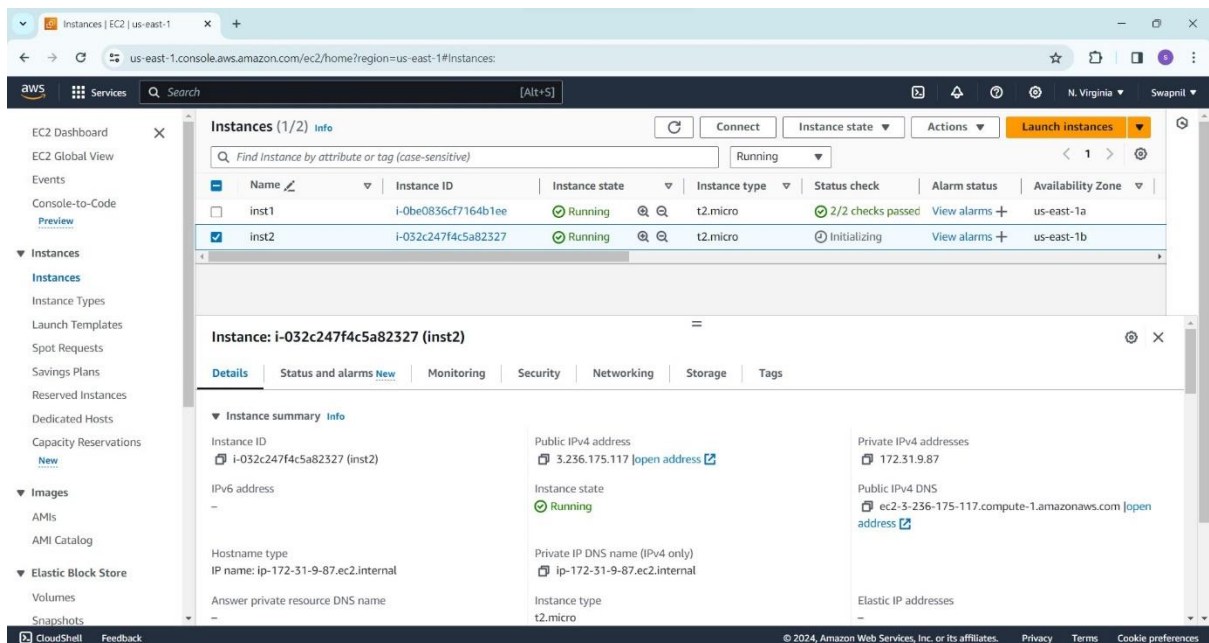 Instances | EC2 | us-east-1
us-east-1.console.aws.amazon.com/ec2/home?region=us-east-1#Instances:
aws Services Search [Alt+S] N. Virginia Swapnil
EC2 Dashboard
EC2 Global View
Events
Console-to-Code
Preview
Instances
Instances
Instance Types
Launch Templates
Spot Requests
Savings Plans
Reserved Instances
Dedicated Hosts
Capacity Reservations
New
Images
AMIs
AMI Catalog
Elastic Block Store
Volumes
Snapshots
Instances (1/2) Info Connect Instance state Actions Launch instances
Find Instance by attribute or tag (case-sensitive) Running 1
Name Instance ID Instance state Instance type Status check Alarm status Availability Zone
inst1 i-0be0836cf7164b1ee Running t2.micro 2/2 checks passed View alarms + us-east-1a
inst2 i-032c247f4c5a82327 Running t2.micro Initializing View alarms + us-east-1b
Instance: i-032c247f4c5a82327 (inst2)
Details Status and alarms New Monitoring Security Networking Storage Tags
Instance summary Info
Instance ID
i-032c247f4c5a82327 (inst2)
Public IPv4 address
3.236.175.117 |open address
Private IPv4 addresses
172.31.9.87
IPv6 address
–
Instance state
Running
Public IPv4 DNS
ec2-3-236-175-117.compute-1.amazonaws.com |open
address
Hostname type
IP name: ip-172-31-9-87.ec2.internal
Private IP DNS name (IPv4 only)
ip-172-31-9-87.ec2.internal
Answer private resource DNS name
–
Instance type
t2.micro
Elastic IP addresses
–
CloudShell Feedback © 2024, Amazon Web Services, Inc. or its affiliates. Privacy Terms Cookie preferences